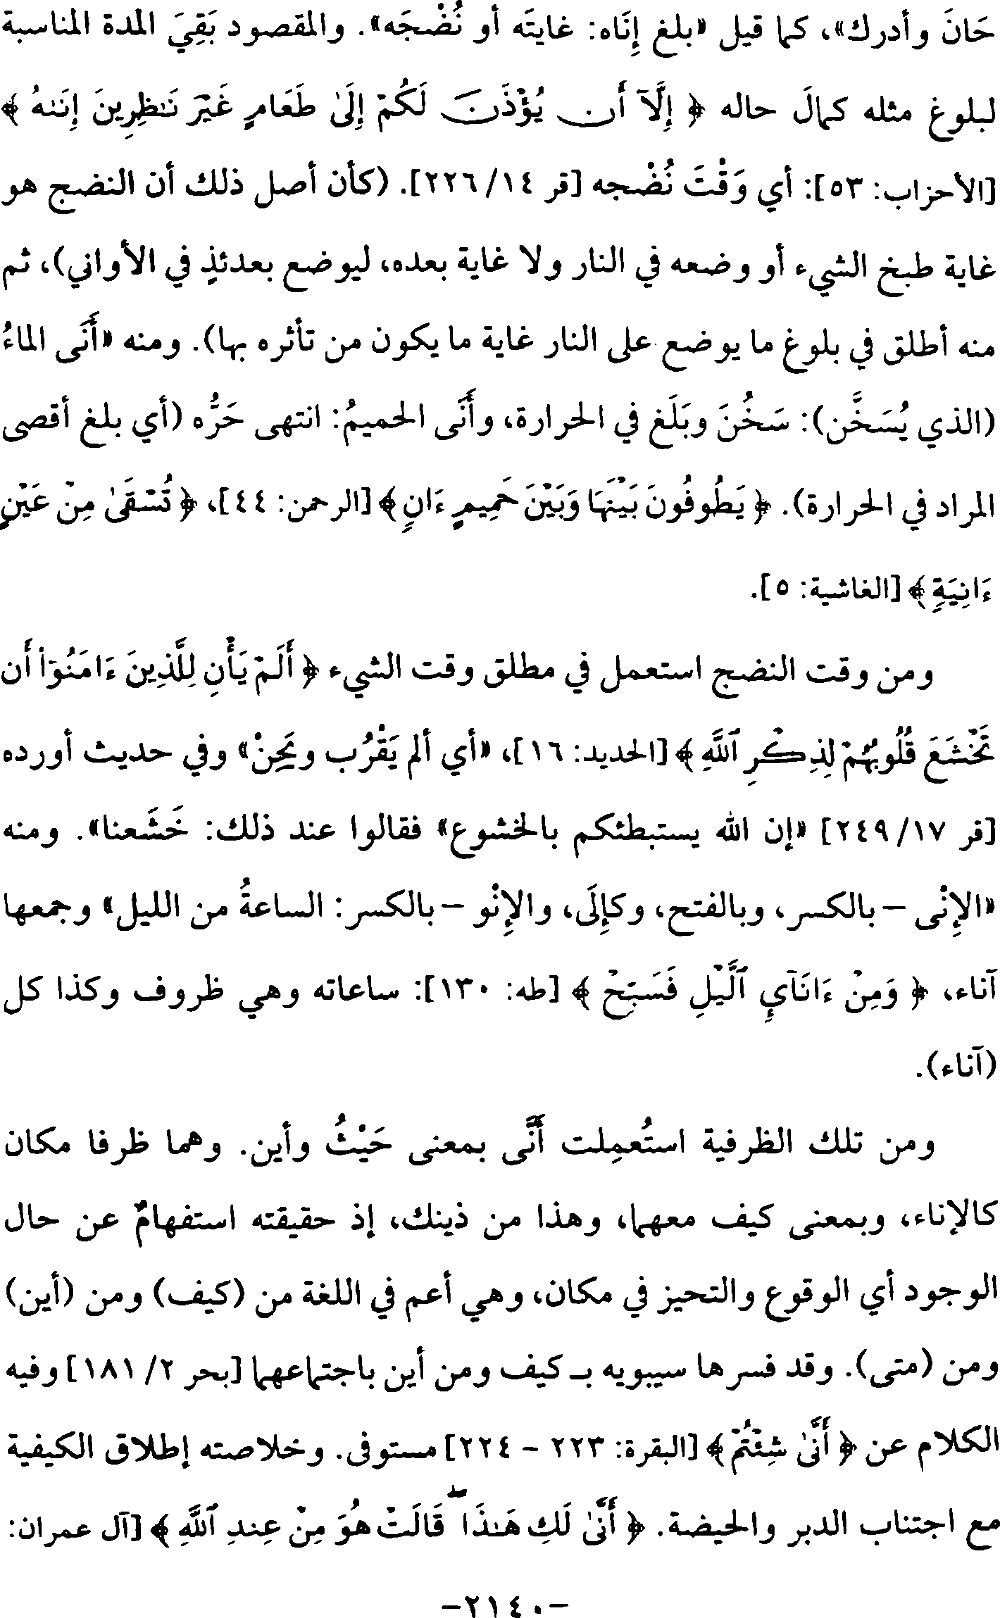 حَانَ وأدرك»، كما قيل «بلغ إِنَاه: غايتَه أو نُضْجَه». والمقصود بَقِيَ المدة المناسبة
لبلوغ مثله كمالَ حاله ﴿ إِلَّآ أَن يُؤْذَنَ لَكُمْ إِلَىٰ طَعَامٍ غَيْرَ نَٰظِرِينَ إِنَىٰهُ ﴾
[الأحزاب: ٥٣]: أي وَقْتَ نُضْجه [قر ١٤/ ٢٢٦]. (كأن أصل ذلك أن النضج هو
غاية طبخ الشيء أو وضعه في النار ولا غاية بعده، ليوضع بعدئذٍ في الأواني)، ثم
منه أطلق في بلوغ ما يوضع على النار غاية ما يكون من تأثره بها). ومنه «أَنَى الماءُ
(الذي يُسَخَّن): سَخُنَ وبَلَغ في الحرارة، وأَنَى الحميمُ: انتهى حَرُّه (أي بلغ أقصى
المراد في الحرارة). ﴿ يَطُوفُونَ بَيْنَهَا وَبَيْنَ حَمِيمٍ ءَانٍ ﴾ [الرحمن: ٤٤]، ﴿ تُسْقَىٰ مِنْ عَيْنٍ
ءَانِيَةٍ ﴾ [الغاشية: ٥].
ومن وقت النضج استعمل في مطلق وقت الشيء ﴿ أَلَمْ يَأْنِ لِلَّذِينَ ءَامَنُوٓا۟ أَن
تَخْشَعَ قُلُوبُهُمْ لِذِكْرِ ٱللَّهِ ﴾ [الحديد: ١٦]، «أي ألم يَقْرُب ويَحِنْ» وفي حديث أورده
[قر ١٧/ ٢٤٩] «إن الله يستبطئكم بالخشوع» فقالوا عند ذلك: خَشَعنا». ومنه
«الإِنْى – بالكسر، وبالفتح، وكإِلَى، والإِنْو – بالكسر: الساعةُ من الليل» وجمعها
آناء، ﴿ وَمِنْ ءَانَآئِ ٱلَّيْلِ فَسَبِّحْ ﴾ [طه: ١٣٠]: ساعاته وهي ظروف وكذا كل
(آناء).
ومن تلك الظرفية استُعمِلت أَنَّى بمعنى حَيْثُ وأين. وهما ظرفا مكان
كالإناء، وبمعنى كيف معهما، وهذا من ذينك، إذ حقيقته استفهامٌ عن حال
الوجود أي الوقوع والتحيز في مكان، وهي أعم في اللغة من (كيف) ومن (أين)
ومن (متى). وقد فسرها سيبويه بـ كيف ومن أين باجتماعهما [بحر ٢/ ١٨١] وفيه
الكلام عن ﴿ أَنَّىٰ شِئْتُمْ ﴾ [البقرة: ٢٢٣ - ٢٢٤] مستوفى. وخلاصته إطلاق الكيفية
مع اجتناب الدبر والحيضة. ﴿ أَنَّىٰ لَكِ هَٰذَا ۖ قَالَتْ هُوَ مِنْ عِندِ ٱللَّهِ ﴾ [آل عمران:
-٢١٤٠-